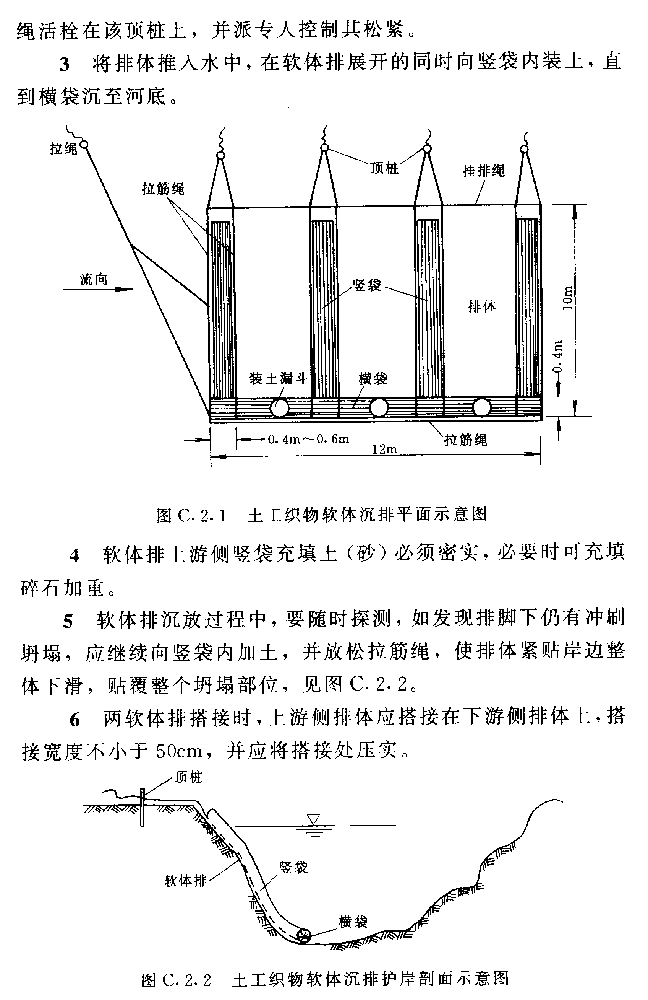 绳活栓在该顶桩上，并派专人控制其松紧。
3 将排体推入水中，在软体排展开的同时向竖袋内装土，直
到横袋沉至河底。
拉绳
顶桩
挂排绳
拉筋绳
流向
竖袋
排体
10m
0.4m
装土漏斗
横袋
0.4m～0.6m
拉筋绳
12m
图 C.2.1 土工织物软体沉排平面示意图
4 软体排上游侧竖袋充填土（砂）必须密实，必要时可充填
碎石加重。
5 软体排沉放过程中，要随时探测，如发现排脚下仍有冲刷
坍塌，应继续向竖袋内加土，并放松拉筋绳，使排体紧贴岸边整
体下滑，贴覆整个坍塌部位，见图 C.2.2。
6 两软体排搭接时，上游侧排体应搭接在下游侧排体上，搭
接宽度不小于 50cm，并应将搭接处压实。
顶桩
竖袋
软体排
横袋
图 C.2.2 土工织物软体沉排护岸剖面示意图